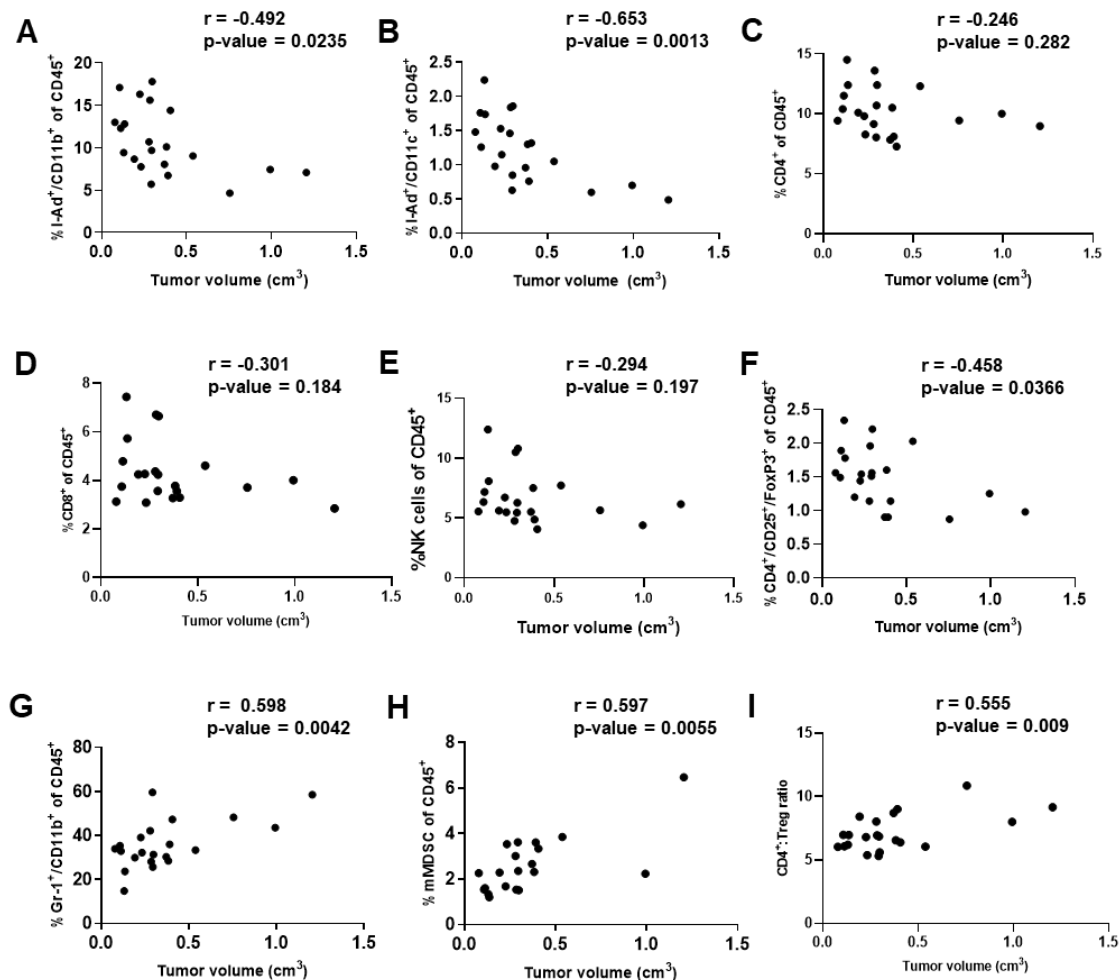 A
r = -0.492
p-value = 0.0235
% I-Ad⁺/CD11b⁺ of CD45⁺
20
15
10
5
0
0.0 0.5 1.0 1.5
Tumor volume (cm³)
B
r = -0.653
p-value = 0.0013
% I-Ad⁺/CD11c⁺ of CD45⁺
2.5
2.0
1.5
1.0
0.5
0.0
0.0 0.5 1.0 1.5
Tumor volume (cm³)
C
r = -0.246
p-value = 0.282
% CD4⁺ of CD45⁺
15
10
5
0
0.0 0.5 1.0 1.5
Tumor volume (cm³)
D
r = -0.301
p-value = 0.184
% CD8⁺ of CD45⁺
8
6
4
2
0
0.0 0.5 1.0 1.5
Tumor volume (cm³)
E
r = -0.294
p-value = 0.197
%NK cells of CD45⁺
15
10
5
0
0.0 0.5 1.0 1.5
Tumor volume (cm³)
F
r = -0.458
p-value = 0.0366
% CD4⁺/CD25⁺/FoxP3⁺ of CD45⁺
2.5
2.0
1.5
1.0
0.5
0.0
0.0 0.5 1.0 1.5
Tumor volume (cm³)
G
r = 0.598
p-value = 0.0042
% Gr-1⁺/CD11b⁺ of CD45⁺
80
60
40
20
0
0.0 0.5 1.0 1.5
Tumor volume (cm³)
H
r = 0.597
p-value = 0.0055
% mMDSC of CD45⁺
8
6
4
2
0
0.0 0.5 1.0 1.5
Tumor volume (cm³)
I
r = 0.555
p-value = 0.009
CD4⁺:Treg ratio
15
10
5
0
0.0 0.5 1.0 1.5
Tumor volume (cm³)